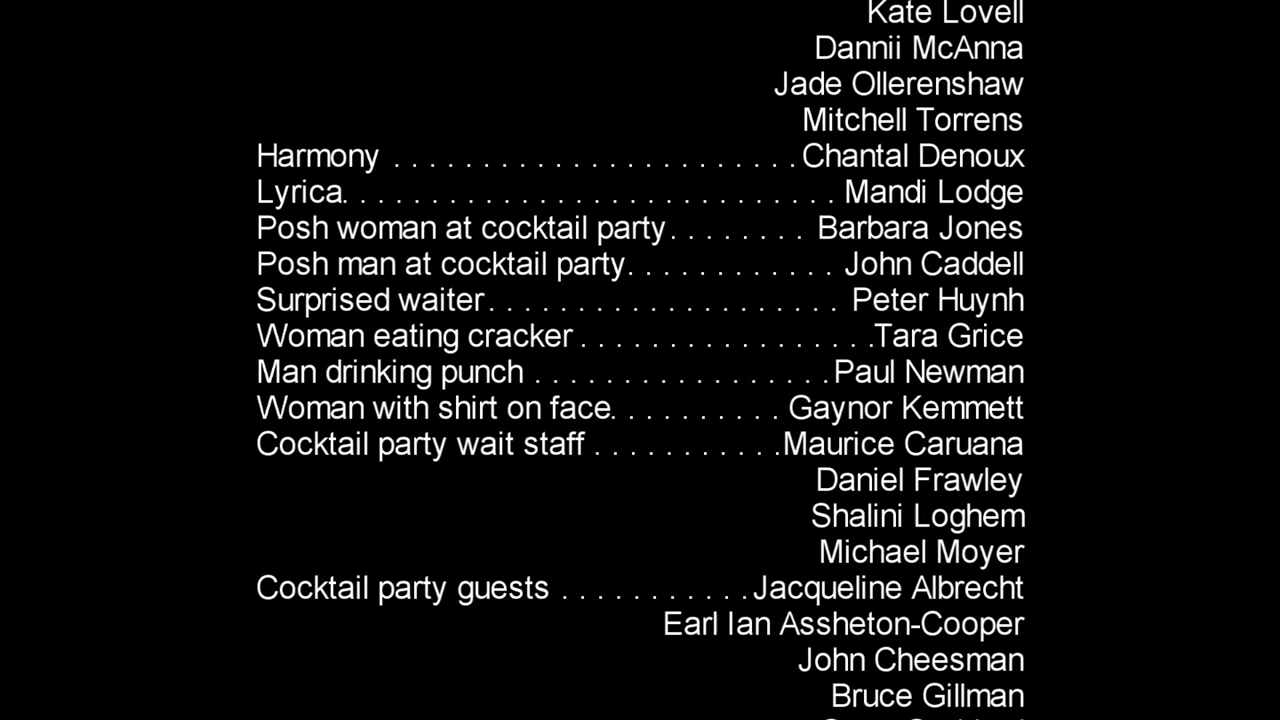 Kate Lovell
Dannii McAnna
Jade Ollerenshaw
Mitchell Torrens
Harmony . . . . . . . . . . . . . . . . . . . . . . . Chantal Denoux
Lyrica. . . . . . . . . . . . . . . . . . . . . . . . . . . . Mandi Lodge
Posh woman at cocktail party. . . . . . . . Barbara Jones
Posh man at cocktail party. . . . . . . . . . . . John Caddell
Surprised waiter. . . . . . . . . . . . . . . . . . . . Peter Huynh
Woman eating cracker . . . . . . . . . . . . . . . . .Tara Grice
Man drinking punch . . . . . . . . . . . . . . . . .Paul Newman
Woman with shirt on face. . . . . . . . . . Gaynor Kemmett
Cocktail party wait staff . . . . . . . . . . .Maurice Caruana
Daniel Frawley
Shalini Loghem
Michael Moyer
Cocktail party guests . . . . . . . . . . .Jacqueline Albrecht
Earl Ian Assheton-Cooper
John Cheesman
Bruce Gillman